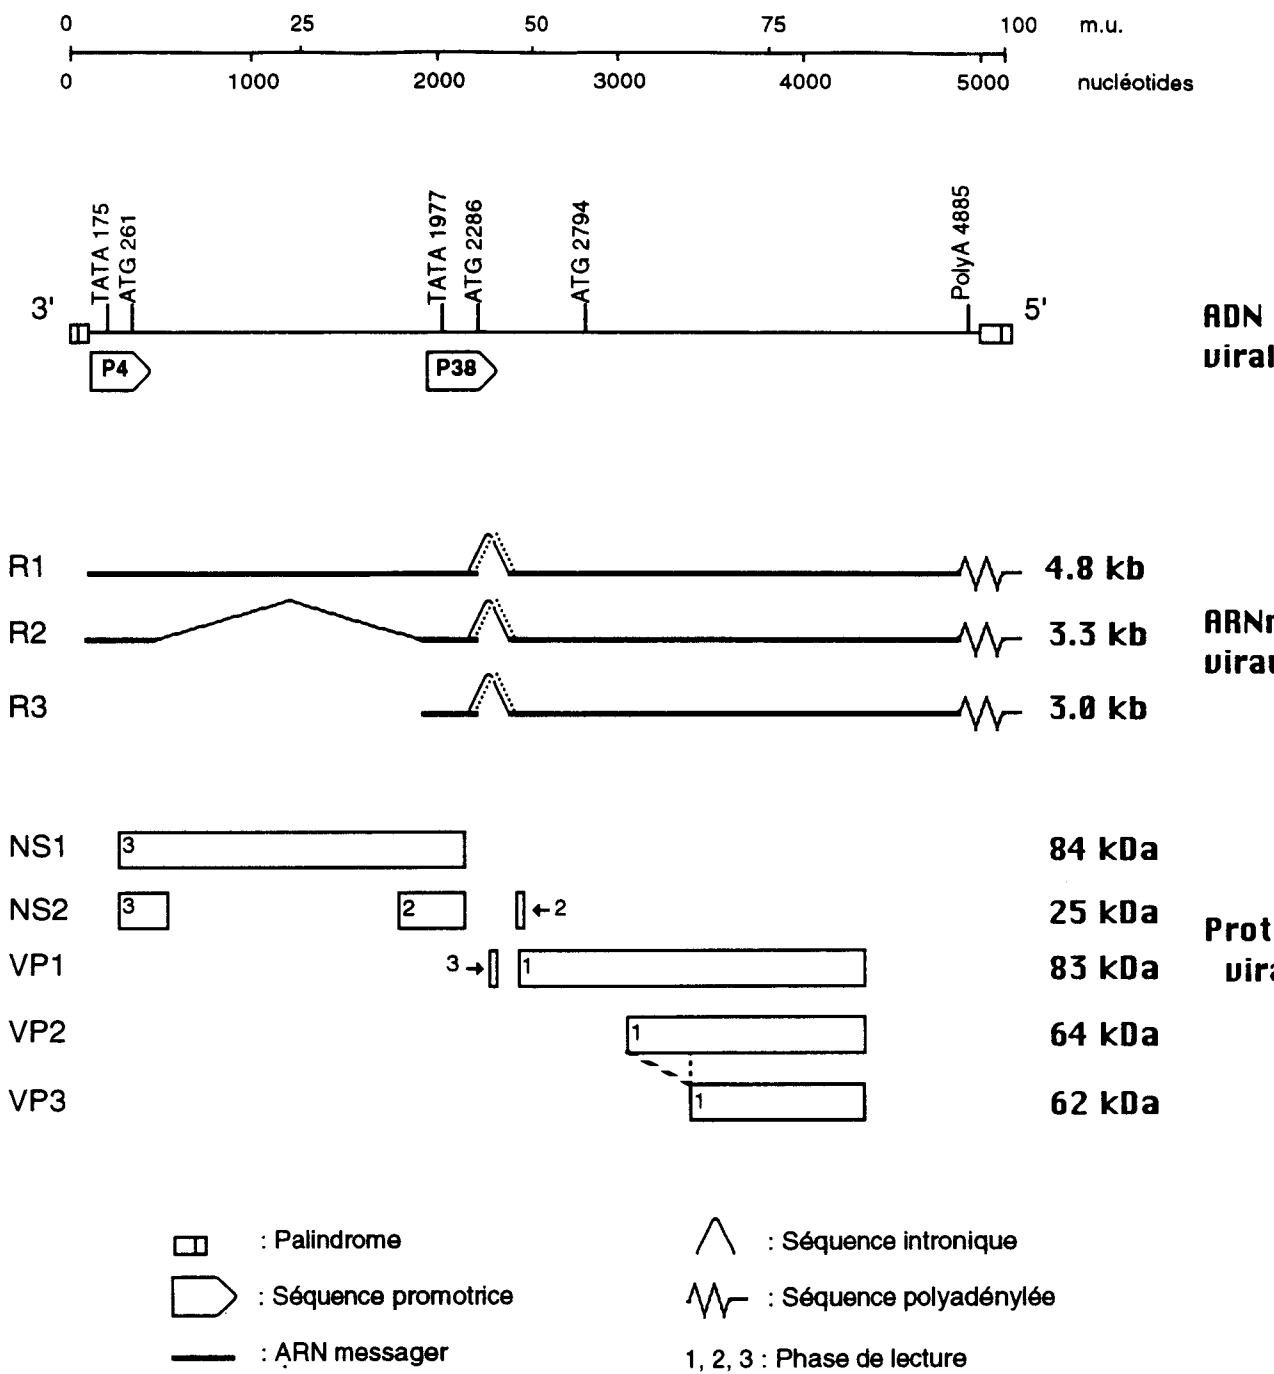 0 25 50 75 100 m.u.
0 1000 2000 3000 4000 5000 nucléotides
TATA 175
ATG 261
TATA 1977
ATG 2286
ATG 2794
PolyA 4885
3' 5'
P4 P38
ADN
viral
R1 4.8 kb
R2 3.3 kb
R3 3.0 kb
NS1 3 84 kDa
NS2 3 2 ←2 25 kDa
VP1 3→ 1 83 kDa
VP2 1 64 kDa
VP3 1 62 kDa
: Palindrome
: Séquence promotrice
: ARN messager
: Séquence intronique
: Séquence polyadénylée
1, 2, 3 : Phase de lecture